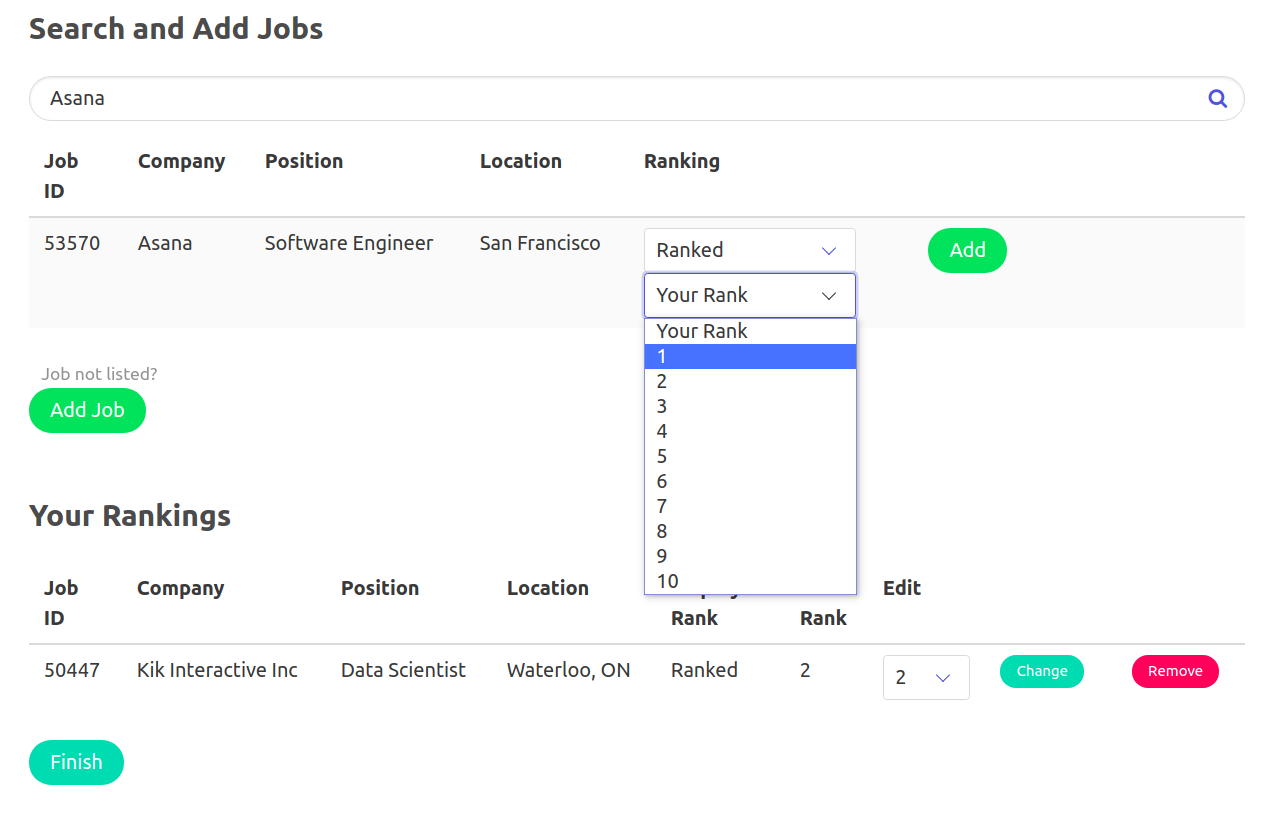 Search and Add Jobs
Asana
Job ID Company Position Location Ranking
53570 Asana Software Engineer San Francisco Ranked Add
Your Rank
Your Rank
1
2
3
4
5
6
7
8
9
10
Job not listed?
Add Job
Your Rankings
Job ID Company Position Location Rank Rank Edit
50447 Kik Interactive Inc Data Scientist Waterloo, ON Ranked 2 2 Change Remove
Finish